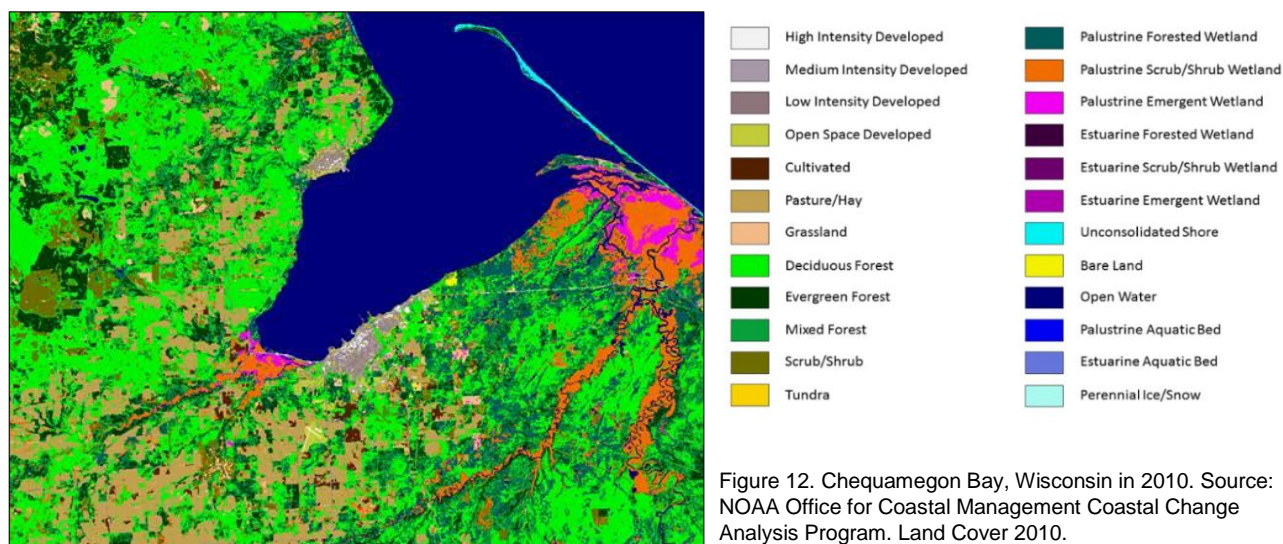 High Intensity Developed
Medium Intensity Developed
Low Intensity Developed
Open Space Developed
Cultivated
Pasture/Hay
Grassland
Deciduous Forest
Evergreen Forest
Mixed Forest
Scrub/Shrub
Tundra
Palustrine Forested Wetland
Palustrine Scrub/Shrub Wetland
Palustrine Emergent Wetland
Estuarine Forested Wetland
Estuarine Scrub/Shrub Wetland
Estuarine Emergent Wetland
Unconsolidated Shore
Bare Land
Open Water
Palustrine Aquatic Bed
Estuarine Aquatic Bed
Perennial Ice/Snow
Figure 12. Chequamegon Bay, Wisconsin in 2010. Source:
NOAA Office for Coastal Management Coastal Change
Analysis Program. Land Cover 2010.